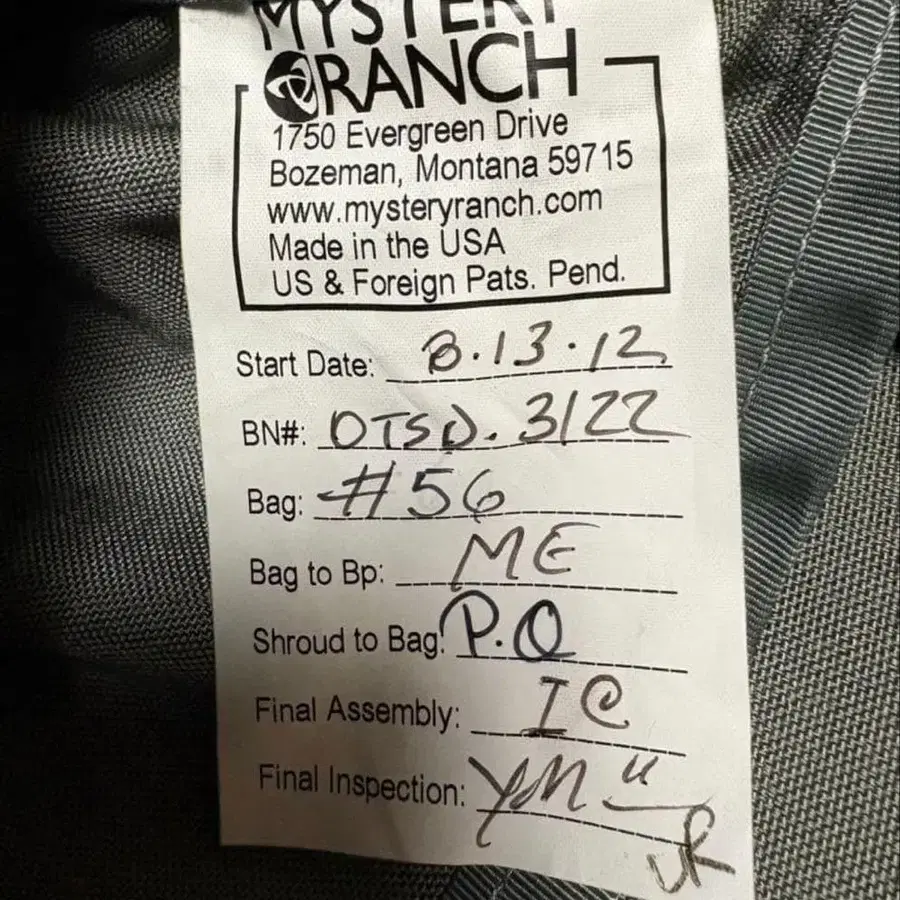 MYSTERY
RANCH
1750 Evergreen Drive
Bozeman, Montana 59715
www.mysteryranch.com
Made in the USA
US & Foreign Pats. Pend.
Start Date: 8.13.12
BN#: OTSD. 3122
Bag: #56
Bag to Bp: ME
Shroud to Bag: P.O
Final Assembly: IC
Final Inspection: YM